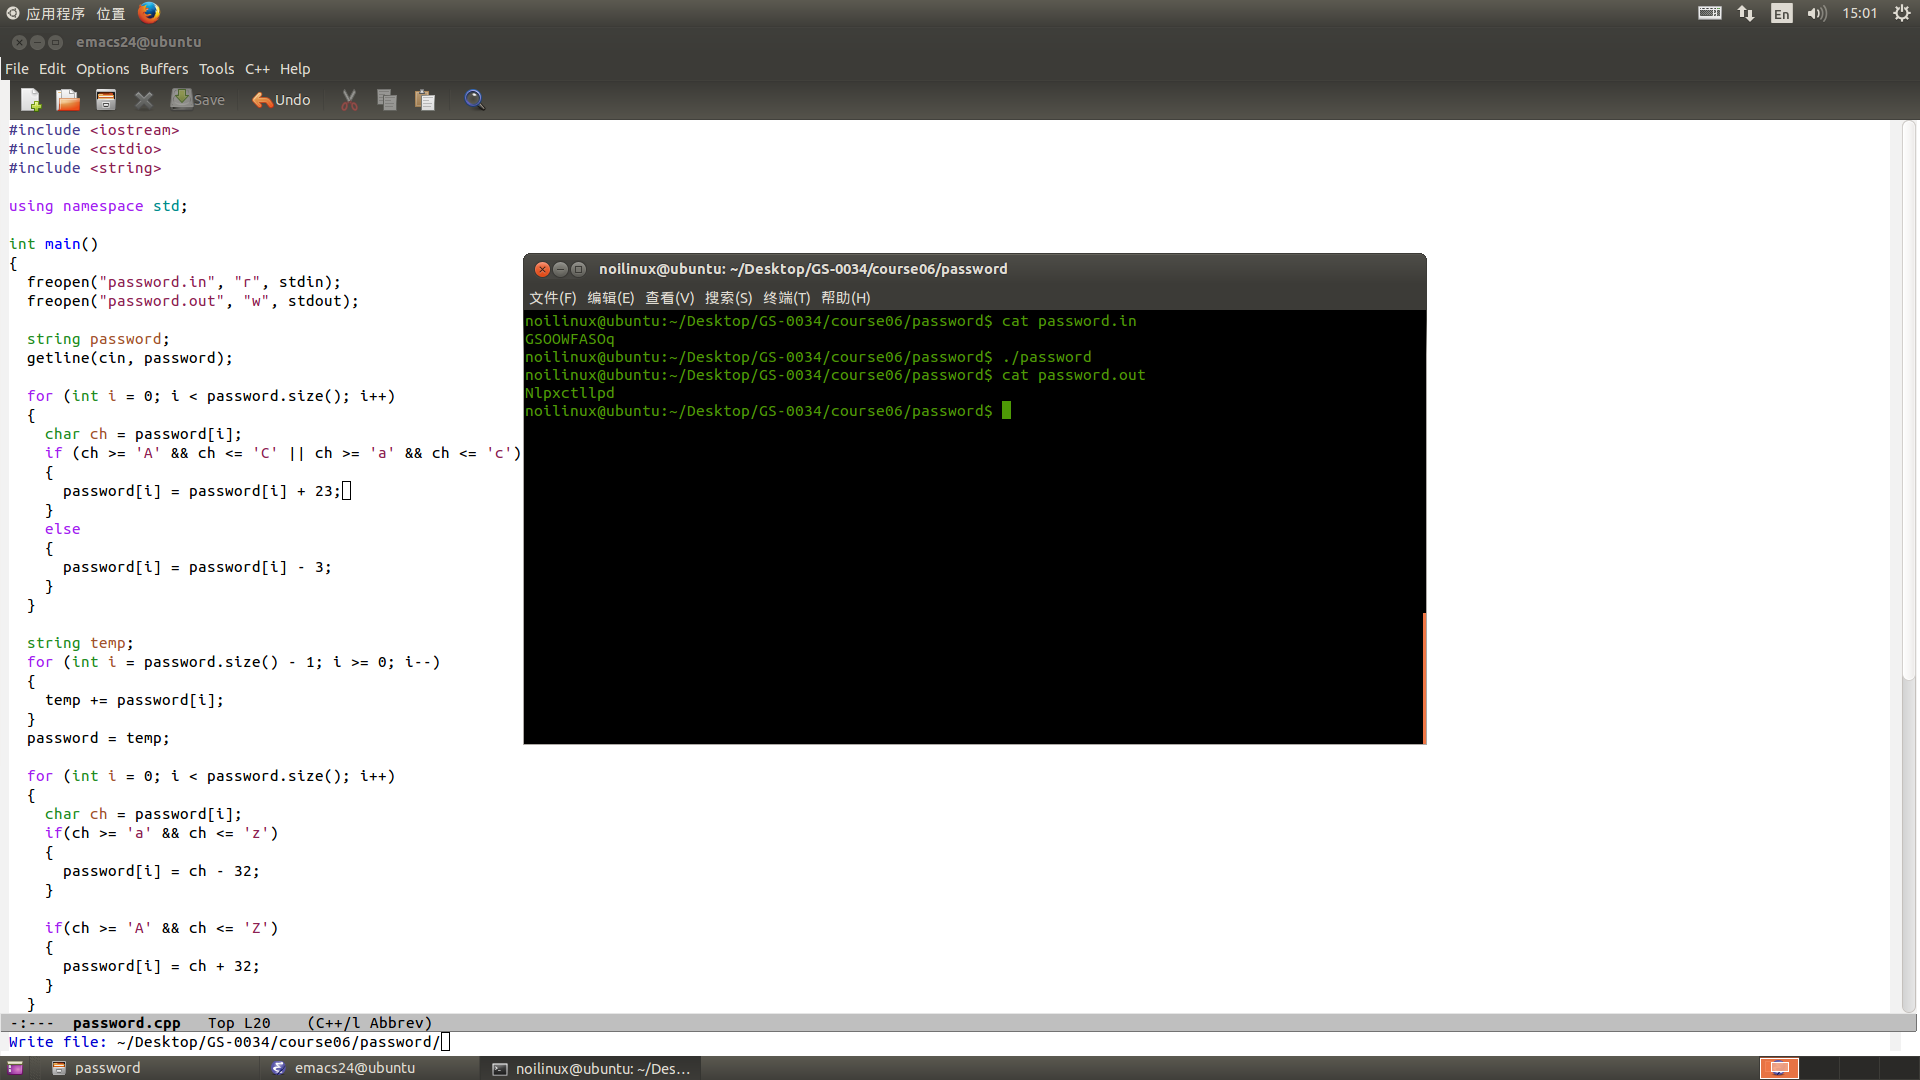 应用程序 位置 En 15:01
emacs24@ubuntu
File Edit Options Buffers Tools C++ Help
Save Undo
#include <iostream>
#include <cstdio>
#include <string>
using namespace std;
int main()
{
freopen("password.in", "r", stdin);
freopen("password.out", "w", stdout);
string password;
getline(cin, password);
for (int i = 0; i < password.size(); i++)
{
char ch = password[i];
if (ch >= 'A' && ch <= 'C' || ch >= 'a' && ch <= 'c')
{
password[i] = password[i] + 23;
}
else
{
password[i] = password[i] - 3;
}
}
string temp;
for (int i = password.size() - 1; i >= 0; i--)
{
temp += password[i];
}
password = temp;
for (int i = 0; i < password.size(); i++)
{
char ch = password[i];
if(ch >= 'a' && ch <= 'z')
{
password[i] = ch - 32;
}
if(ch >= 'A' && ch <= 'Z')
{
password[i] = ch + 32;
}
}
-:--- password.cpp Top L20 (C++/l Abbrev)
Write file: ~/Desktop/GS-0034/course06/password/
noilinux@ubuntu: ~/Desktop/GS-0034/course06/password
文件(F) 编辑(E) 查看(V) 搜索(S) 终端(T) 帮助(H)
noilinux@ubuntu:~/Desktop/GS-0034/course06/password$ cat password.in
GSOOWFASOq
noilinux@ubuntu:~/Desktop/GS-0034/course06/password$ ./password
noilinux@ubuntu:~/Desktop/GS-0034/course06/password$ cat password.out
Nlpxctllpd
noilinux@ubuntu:~/Desktop/GS-0034/course06/password$
password emacs24@ubuntu noilinux@ubuntu: ~/Des...